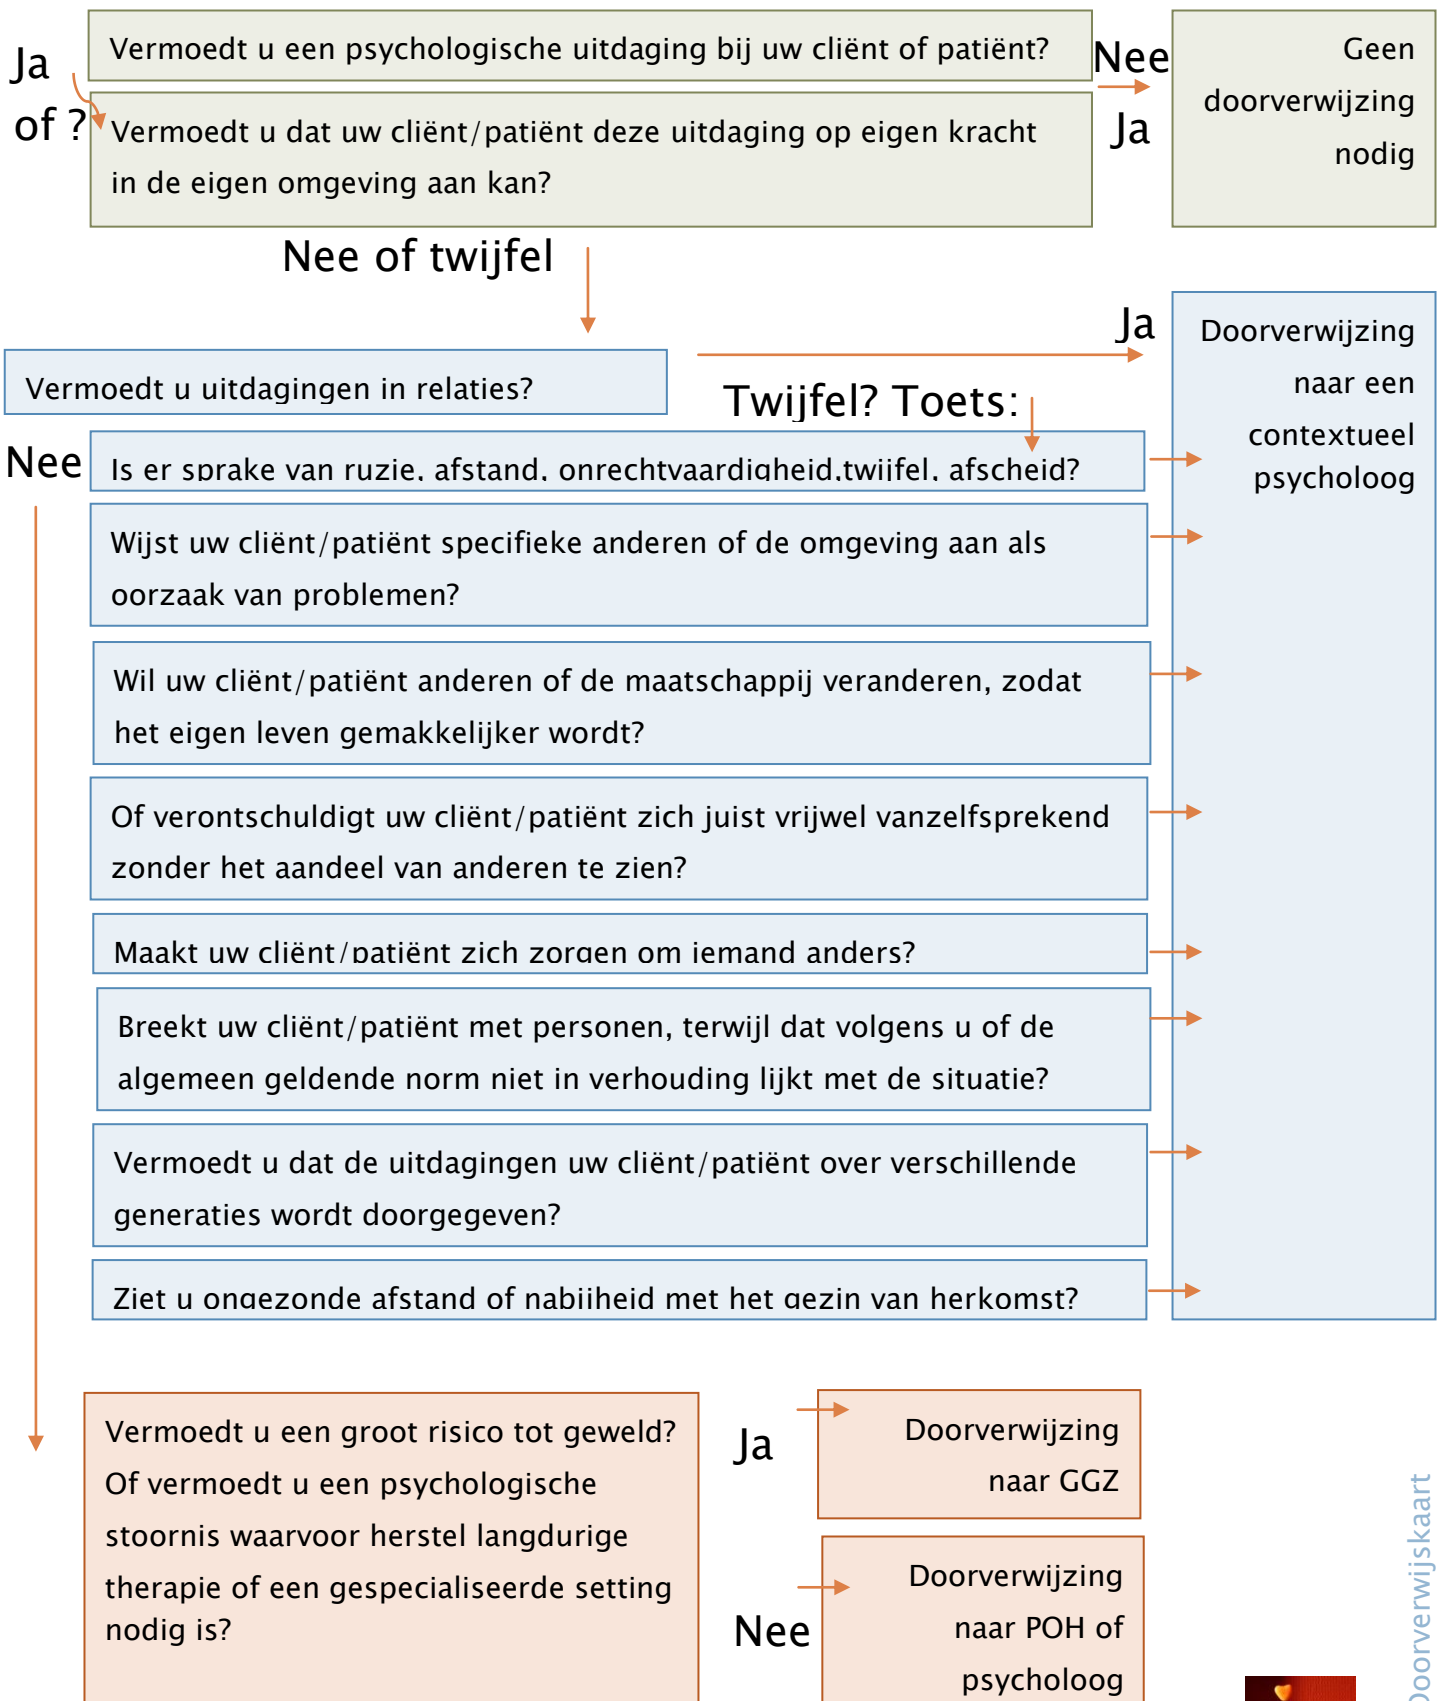 Vermoedt u een psychologische uitdaging bij uw cliënt of patiënt?
Ja
of ?
Nee
Ja
Geen
doorverwijzing
nodig
Vermoedt u dat uw cliënt/patiënt deze uitdaging op eigen kracht
in de eigen omgeving aan kan?
Nee of twijfel
Ja
Doorverwijzing
naar een
contextueel
psycholoog
Vermoedt u uitdagingen in relaties?
Twijfel? Toets:
Nee
Is er sprake van ruzie, afstand, onrechtvaardigheid,twijfel, afscheid?
Wijst uw cliënt/patiënt specifieke anderen of de omgeving aan als
oorzaak van problemen?
Wil uw cliënt/patiënt anderen of de maatschappij veranderen, zodat
het eigen leven gemakkelijker wordt?
Of verontschuldigt uw cliënt/patiënt zich juist vrijwel vanzelfsprekend
zonder het aandeel van anderen te zien?
Maakt uw cliënt/patiënt zich zorgen om iemand anders?
Breekt uw cliënt/patiënt met personen, terwijl dat volgens u of de
algemeen geldende norm niet in verhouding lijkt met de situatie?
Vermoedt u dat de uitdagingen uw cliënt/patiënt over verschillende
generaties wordt doorgegeven?
Ziet u ongezonde afstand of nabijheid met het gezin van herkomst?
Vermoedt u een groot risico tot geweld?
Of vermoedt u een psychologische
stoornis waarvoor herstel langdurige
therapie of een gespecialiseerde setting
nodig is?
Ja
Doorverwijzing
naar GGZ
Nee
Doorverwijzing
naar POH of
psycholoog
Doorverwijskaart